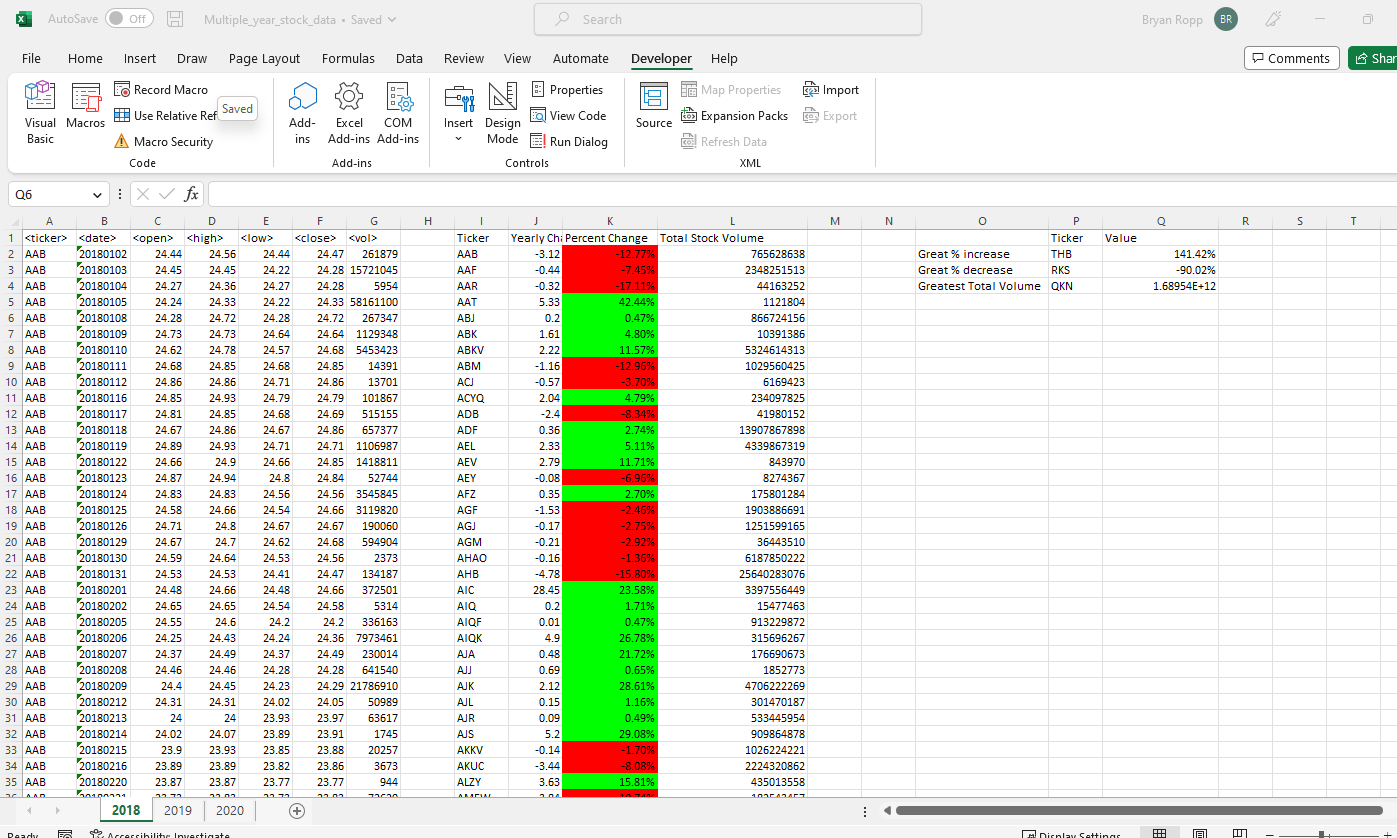 AutoSave Off Multiple_year_stock_data • Saved Search Bryan Ropp BR
File Home Insert Draw Page Layout Formulas Data Review View Automate Developer Help Comments Shar
Visual Basic
Macros
Record Macro
Use Relative Ref
Saved
Macro Security
Code
Add-ins
Excel Add-ins
COM Add-ins
Add-ins
Insert
Design Mode
Properties
View Code
Run Dialog
Controls
Source
Map Properties
Expansion Packs
Refresh Data
Import
Export
XML
Q6 fx
A B C D E F G H I J K L M N O P Q R S T
1 <ticker> <date> <open> <high> <low> <close> <vol> Ticker Yearly Cha Percent Change Total Stock Volume Ticker Value
2 AAB 20180102 24.44 24.56 24.44 24.47 261879 AAB -3.12 -12.77% 765628638 Great % increase THB 141.42%
3 AAB 20180103 24.45 24.45 24.22 24.28 15721045 AAF -0.44 -7.45% 2348251513 Great % decrease RKS -90.02%
4 AAB 20180104 24.27 24.36 24.27 24.28 5954 AAR -0.32 -17.11% 44163252 Greatest Total Volume QKN 1.68954E+12
5 AAB 20180105 24.24 24.33 24.22 24.33 58161100 AAT 5.33 42.44% 1121804
6 AAB 20180108 24.28 24.72 24.28 24.72 267347 ABJ 0.2 0.47% 866724156
7 AAB 20180109 24.73 24.73 24.64 24.64 1129348 ABK 1.61 4.80% 10391386
8 AAB 20180110 24.62 24.78 24.57 24.68 5453423 ABKV 2.22 11.57% 5324614313
9 AAB 20180111 24.68 24.85 24.68 24.85 14391 ABM -1.16 -12.96% 1029560425
10 AAB 20180112 24.86 24.86 24.71 24.86 13701 ACJ -0.57 -3.70% 6169423
11 AAB 20180116 24.85 24.93 24.79 24.79 101867 ACYQ 2.04 4.79% 234097825
12 AAB 20180117 24.81 24.85 24.68 24.69 515155 ADB -2.4 -8.34% 41980152
13 AAB 20180118 24.67 24.86 24.67 24.86 657377 ADF 0.36 2.74% 13907867898
14 AAB 20180119 24.89 24.93 24.71 24.71 1106987 AEL 2.33 5.11% 4339867319
15 AAB 20180122 24.66 24.9 24.66 24.85 1418811 AEV 2.79 11.71% 843970
16 AAB 20180123 24.87 24.94 24.8 24.84 52744 AEY -0.08 -6.96% 8274367
17 AAB 20180124 24.83 24.83 24.56 24.56 3545845 AFZ 0.35 2.70% 175801284
18 AAB 20180125 24.58 24.66 24.54 24.66 3119820 AGF -1.53 -2.46% 1903886691
19 AAB 20180126 24.71 24.8 24.67 24.67 190060 AGJ -0.17 -2.75% 1251599165
20 AAB 20180129 24.67 24.7 24.62 24.68 594904 AGM -0.21 -2.92% 36443510
21 AAB 20180130 24.59 24.64 24.53 24.56 2373 AHAO -0.16 -1.36% 6187850222
22 AAB 20180131 24.53 24.53 24.41 24.47 134187 AHB -4.78 -15.80% 25640283076
23 AAB 20180201 24.48 24.66 24.48 24.66 372501 AIC 28.45 23.58% 3397556449
24 AAB 20180202 24.65 24.65 24.54 24.58 5314 AIQ 0.2 1.71% 15477463
25 AAB 20180205 24.55 24.6 24.2 24.2 336163 AIQF 0.01 0.47% 913229872
26 AAB 20180206 24.25 24.43 24.24 24.36 7973461 AIQK 4.9 26.78% 315696267
27 AAB 20180207 24.37 24.49 24.37 24.49 230014 AJA 0.48 21.72% 176690673
28 AAB 20180208 24.46 24.46 24.28 24.28 641540 AJJ 0.69 0.65% 1852773
29 AAB 20180209 24.4 24.45 24.23 24.29 21786910 AJK 2.12 28.61% 4706222269
30 AAB 20180212 24.31 24.31 24.02 24.05 50989 AJL 0.15 1.16% 301470187
31 AAB 20180213 24 24 23.93 23.97 63617 AJR 0.09 0.49% 533445954
32 AAB 20180214 24.02 24.07 23.89 23.91 1745 AJS 5.2 29.08% 909864878
33 AAB 20180215 23.9 23.93 23.85 23.88 20257 AKKV -0.14 -1.70% 1026224221
34 AAB 20180216 23.89 23.89 23.82 23.86 3673 AKUC -3.44 -8.08% 2224320862
35 AAB 20180220 23.87 23.87 23.77 23.77 944 ALZY 3.63 15.81% 435013558
2018 2019 2020
Ready Accessibility: Investigate Display Settings